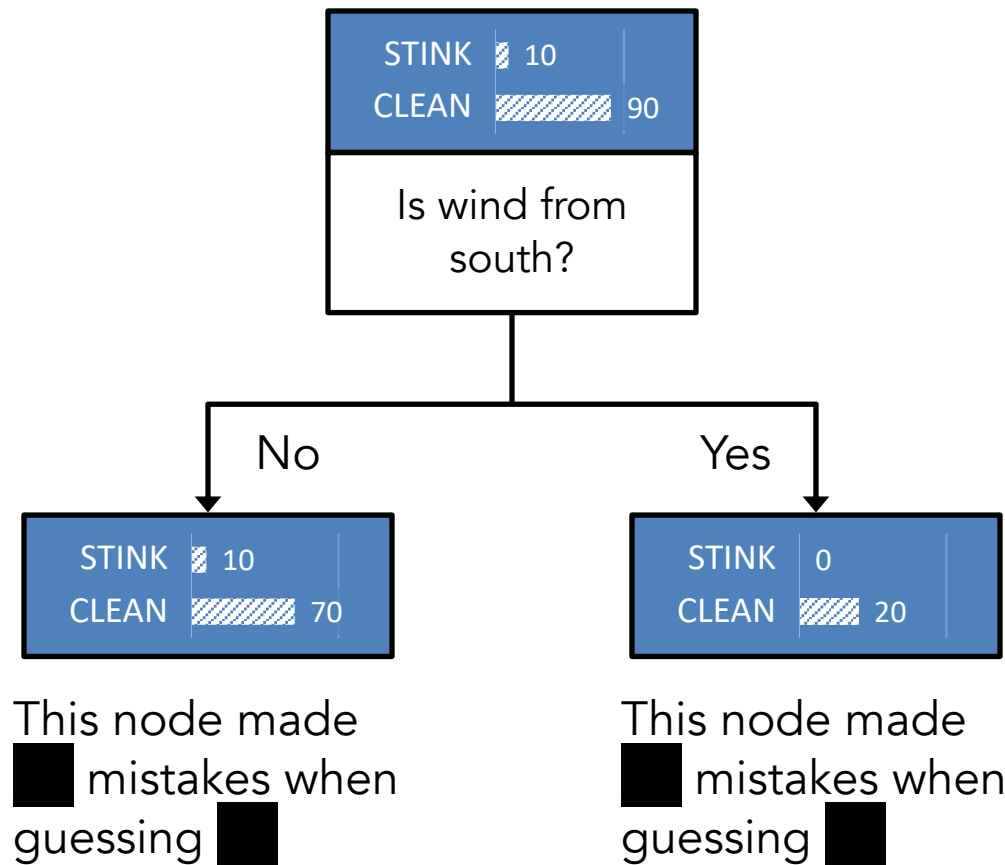 STINK 10
CLEAN 90
Is wind from
south?
No
Yes
STINK 10
CLEAN 70
STINK 0
CLEAN 20
This node made
mistakes when
guessing
This node made
mistakes when
guessing